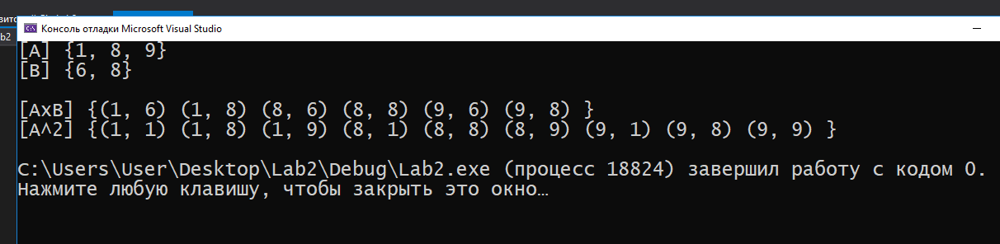 b2
Консоль отладки Microsoft Visual Studio
[A] {1, 8, 9}
[B] {6, 8}
[AxB] {(1, 6) (1, 8) (8, 6) (8, 8) (9, 6) (9, 8) }
[A^2] {(1, 1) (1, 8) (1, 9) (8, 1) (8, 8) (8, 9) (9, 1) (9, 8) (9, 9) }
C:\Users\User\Desktop\Lab2\Debug\Lab2.exe (процесс 18824) завершил работу с кодом 0.
Нажмите любую клавишу, чтобы закрыть это окно…